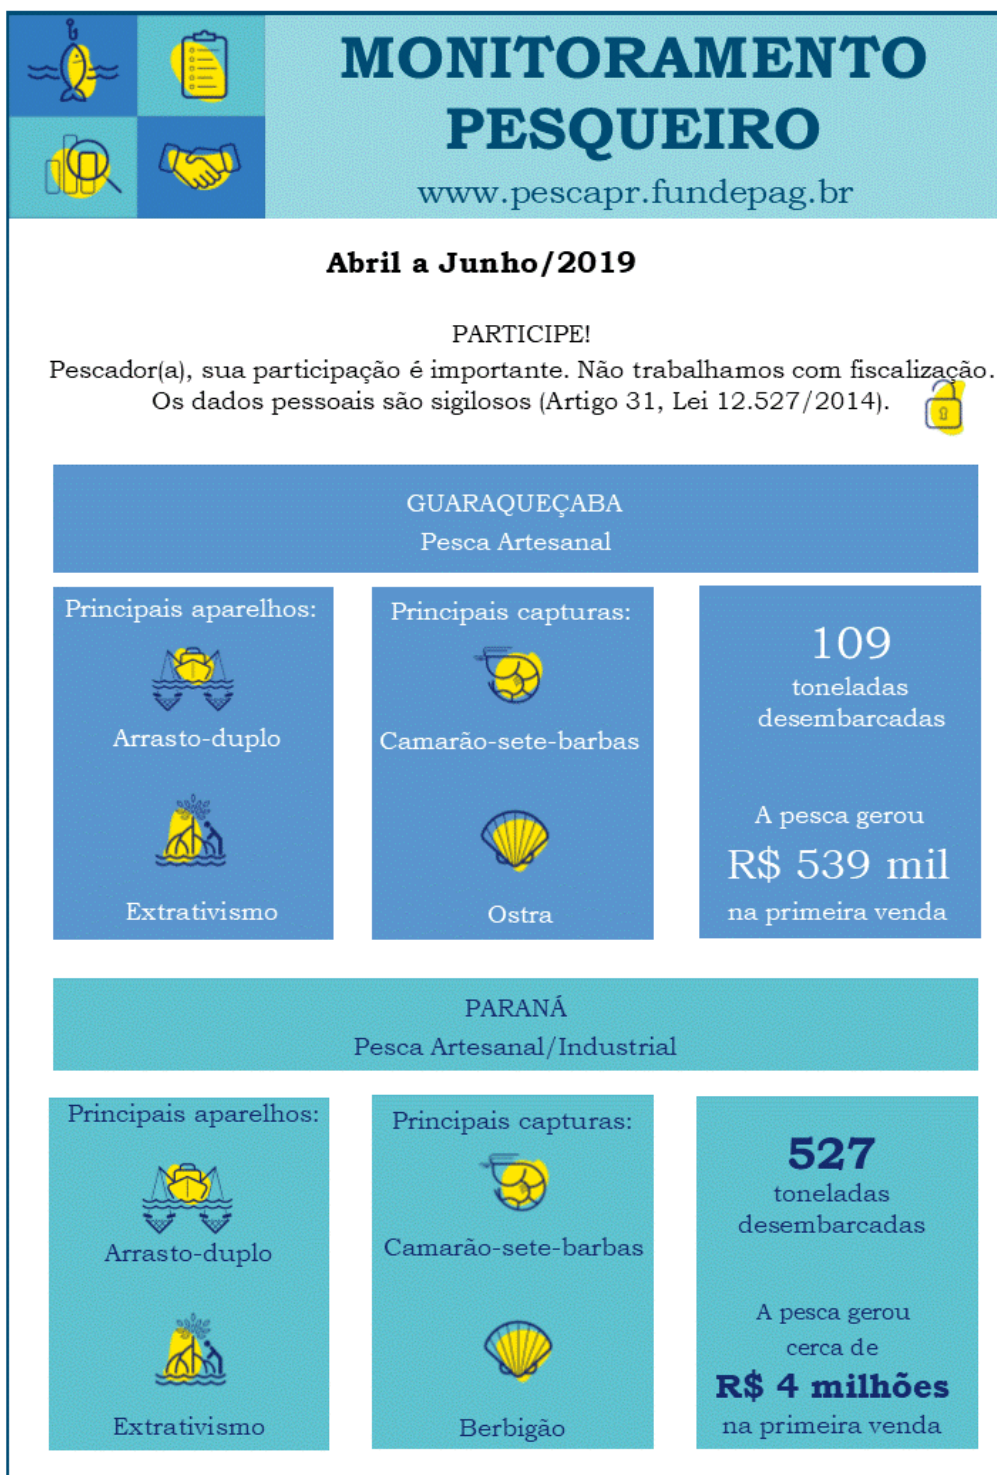 MONITORAMENTO
PESQUEIRO
www.pescapr.fundepag.br
Abril a Junho/2019
PARTICIPE!
Pescador(a), sua participação é importante. Não trabalhamos com fiscalização.
Os dados pessoais são sigilosos (Artigo 31, Lei 12.527/2014).
GUARAQUEÇABA
Pesca Artesanal
Principais aparelhos:
Arrasto-duplo
Extrativismo
Principais capturas:
Camarão-sete-barbas
Ostra
109
toneladas
desembarcadas
A pesca gerou
R$ 539 mil
na primeira venda
PARANÁ
Pesca Artesanal/Industrial
Principais aparelhos:
Arrasto-duplo
Extrativismo
Principais capturas:
Camarão-sete-barbas
Berbigão
527
toneladas
desembarcadas
A pesca gerou
cerca de
R$ 4 milhões
na primeira venda